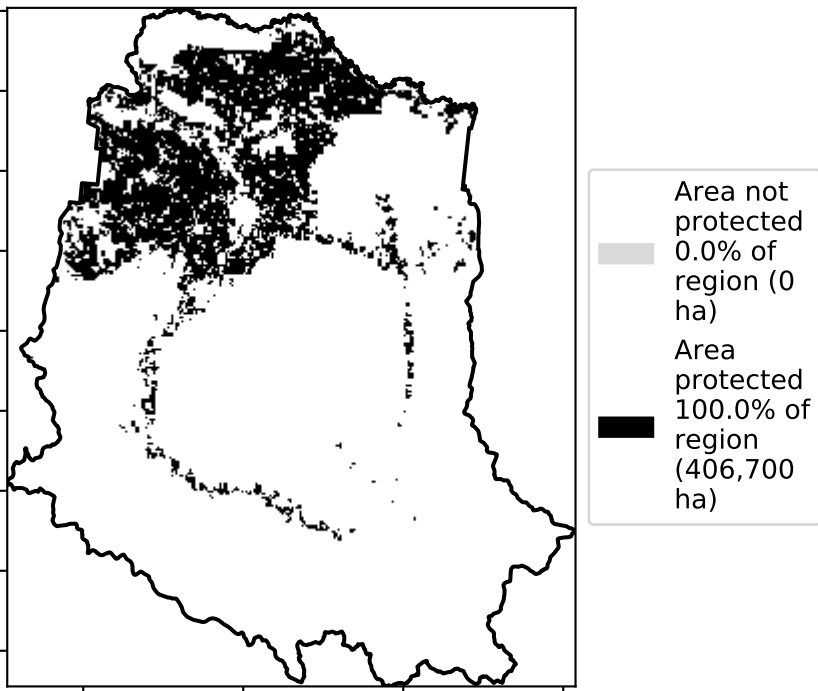 Area not
protected
0.0% of
region (0
ha)
Area
protected
100.0% of
region
(406,700
ha)